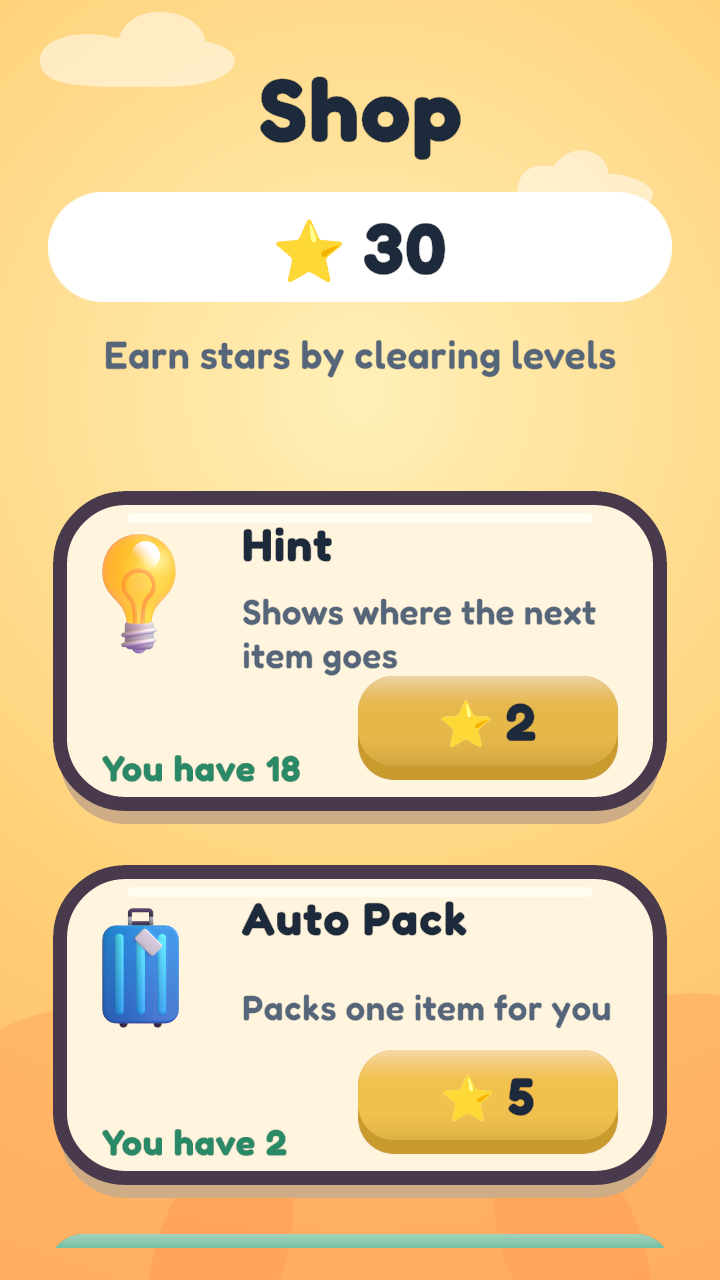 Shop
30
Earn stars by clearing levels
Hint
Shows where the next
item goes
2
You have 18
Auto Pack
Packs one item for you
5
You have 2